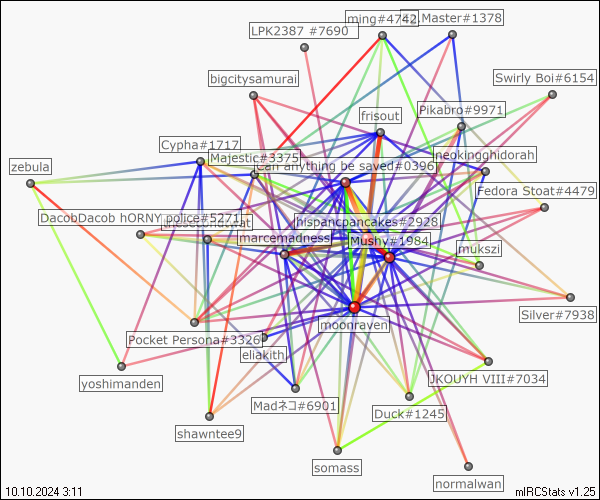 ming#4742
Master#1378
LPK2387 #7690
bigcitysamurai
Swirly Boi#6154
frisout
Pikabro#9971
Cypha#1717
Majestic#3375
neokingghidorah
Can anything be saved#0396
zebula
Fedora Stoat#4479
DacobDacob hORNY police#5271
hispancpancakes#2928
marcemadness
Mushy#1984
mukszi
Silver#7938
moonraven
Pocket Persona#3326
eliakith
JKOUYH VIII#7034
yoshimanden
Madネコ#6901
Duck#1245
shawntee9
somass
normalwan
10.10.2024 3:11
mIRCStats v1.25